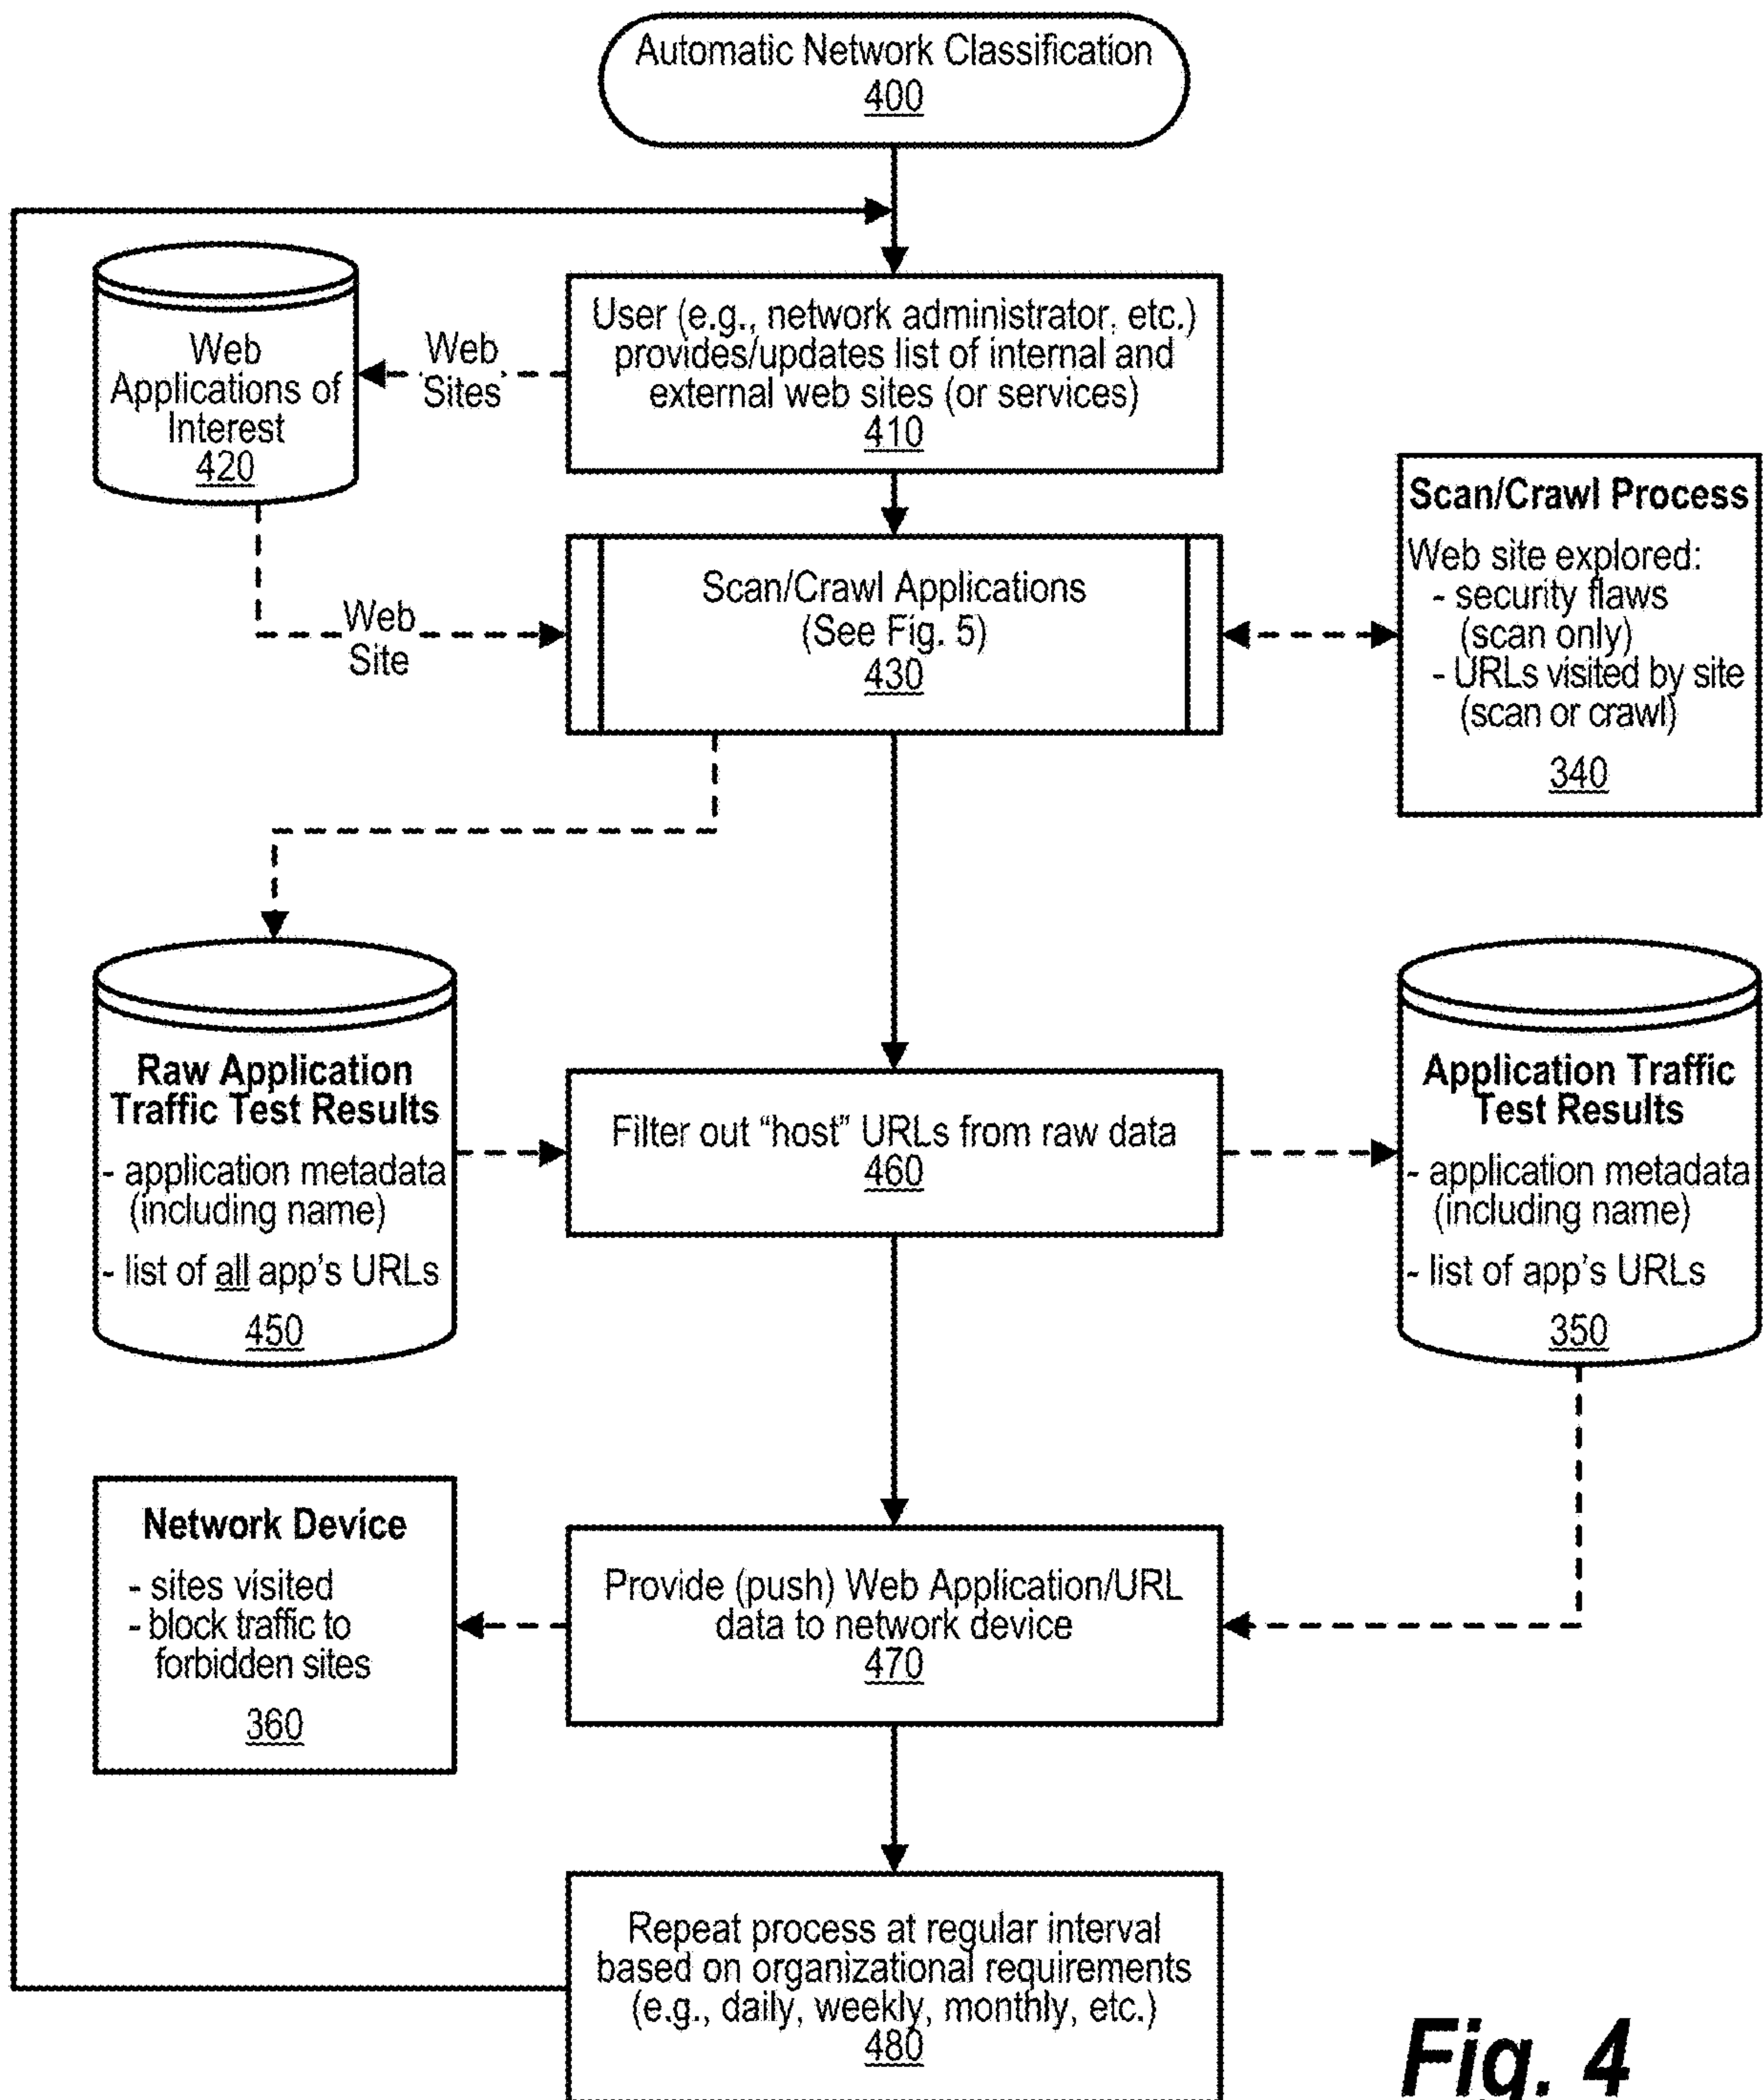 Automatic Network Classification
400
User (e.g., network administrator, etc.)
provides/updates list of internal and
external web sites (or services)
410
Web
Sites
Web
Applications of
Interest
420
Web
Site
Scan/Crawl Applications
(See Fig. 5)
430
Scan/Crawl Process
Web site explored:
- security flaws
(scan only)
- URLs visited by site
(scan or crawl)
340
Raw Application
Traffic Test Results
- application metadata
(including name)
- list of all app's URLs
450
Filter out “host” URLs from raw data
460
Application Traffic
Test Results
- application metadata
(including name)
- list of app's URLs
350
Network Device
- sites visited
- block traffic to
forbidden sites
360
Provide (push) Web Application/URL
data to network device
470
Repeat process at regular interval
based on organizational requirements
(e.g., daily, weekly, monthly, etc.)
480
Fig. 4